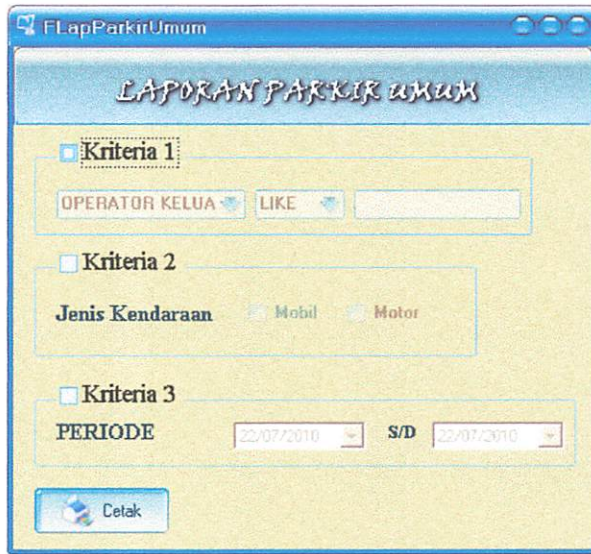 FLapParkirUmum
LAPORAN PARKIR UMUM
Kriteria 1
OPERATOR KELUA LIKE
Kriteria 2
Jenis Kendaraan Mobil Motor
Kriteria 3
PERIODE 22/07/2010 S/D 22/07/2010
Cetak